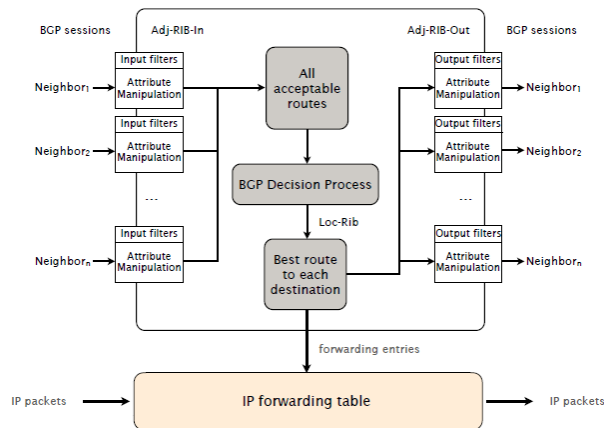 BGP sessions
Adj-RIB-In
Adj-RIB-Out
BGP sessions
Input filters
Attribute
Manipulation
Neighbor1
Input filters
Attribute
Manipulation
Neighbor2
...
Input filters
Attribute
Manipulation
Neighborn
All
acceptable
routes
BGP Decision Process
Loc-Rib
Best route
to each
destination
Output filters
Attribute
Manipulation
Neighbor1
Output filters
Attribute
Manipulation
Neighbor2
...
Output filters
Attribute
Manipulation
Neighborn
forwarding entries
IP packets
IP forwarding table
IP packets